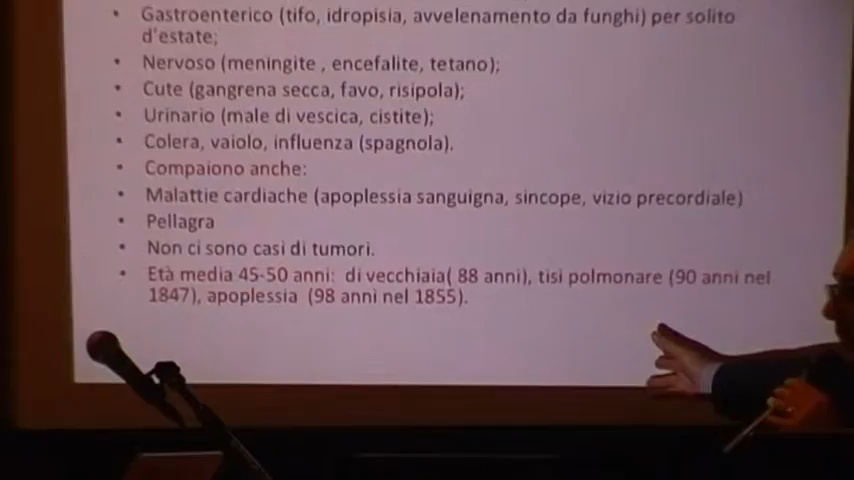 • Gastroenterico (tifo, idropisia, avvelenamento da funghi) per solito
d'estate;
• Nervoso (meningite , encefalite, tetano);
• Cute (gangrena secca, favo, risipola);
• Urinario (male di vescica, cistite);
• Colera, vaiolo, influenza (spagnola).
• Compaiono anche:
• Malattie cardiache (apoplessia sanguigna, sincope, vizio precordiale)
• Pellagra
• Non ci sono casi di tumori.
• Età media 45-50 anni: di vecchiaia( 88 anni), tisi polmonare (90 anni nel
1847), apoplessia (98 anni nel 1855).